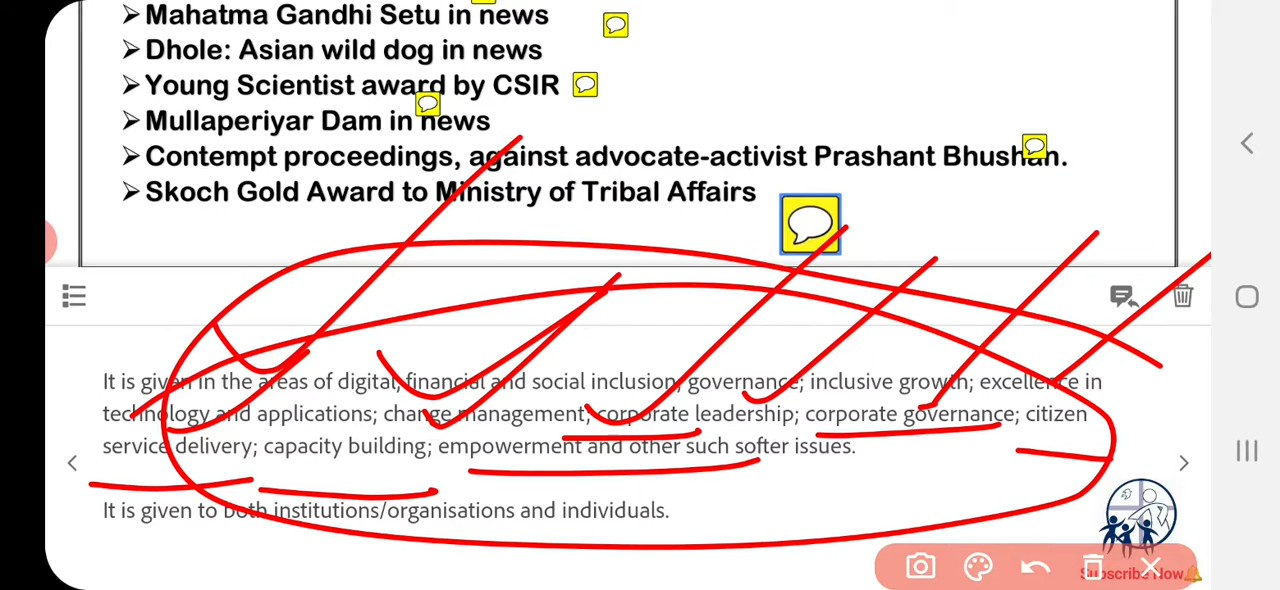 ➢Mahatma Gandhi Setu in news
➢Dhole: Asian wild dog in news
➢Young Scientist award by CSIR
➢Mullaperiyar Dam in news
➢Contempt proceedings, against advocate-activist Prashant Bhushan.
➢Skoch Gold Award to Ministry of Tribal Affairs
It is given in the areas of digital, financial and social inclusion; governance; inclusive growth; excellence in
technology and applications; change management; corporate leadership; corporate governance; citizen
service delivery; capacity building; empowerment and other such softer issues.
It is given to both institutions/organisations and individuals.
Subscribe Now